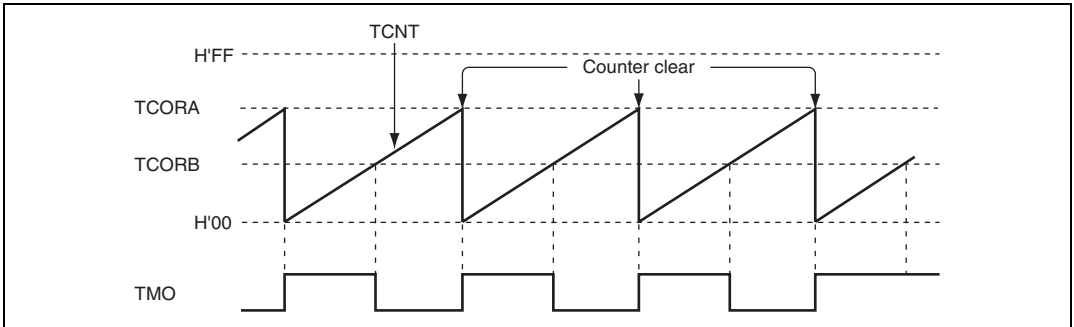 TCNT
H'FF
Counter clear
TCORA
TCORB
H'00
TMO